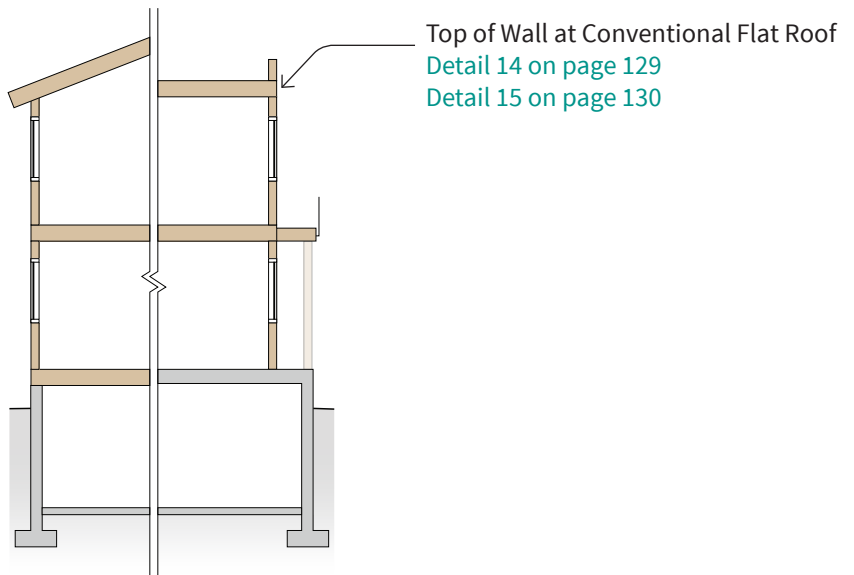 Top of Wall at Conventional Flat Roof
Detail 14 on page 129
Detail 15 on page 130